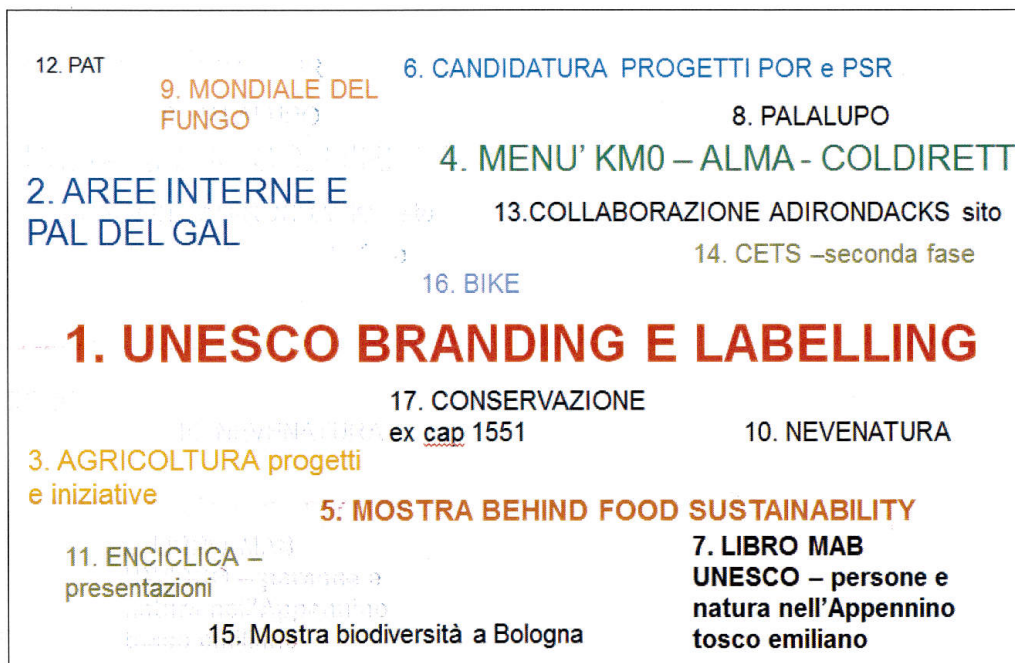 12. PAT
6. CANDIDATURA PROGETTI POR e PSR
9. MONDIALE DEL
FUNGO
8. PALALUPO
4. MENU' KM0 – ALMA - COLDIRETT
2. AREE INTERNE E
PAL DEL GAL
13.COLLABORAZIONE ADIRONDACKS sito
14. CETS –seconda fase
16. BIKE
1. UNESCO BRANDING E LABELLING
17. CONSERVAZIONE
ex cap 1551
10. NEVENATURA
3. AGRICOLTURA progetti
e iniziative
5. MOSTRA BEHIND FOOD SUSTAINABILITY
11. ENCICLICA –
presentazioni
7. LIBRO MAB
UNESCO – persone e
natura nell'Appennino
tosco emiliano
15. Mostra biodiversità a Bologna